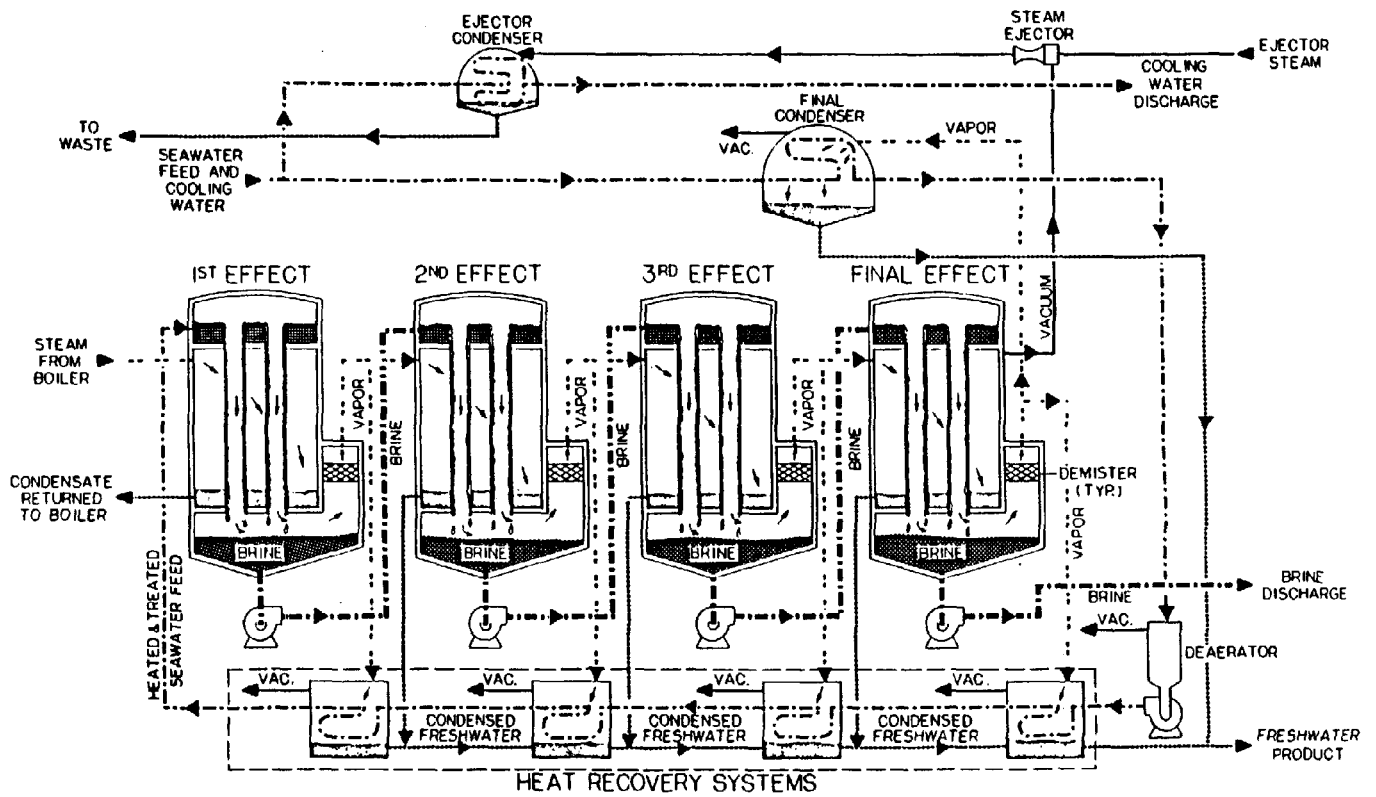 EJECTOR
CONDENSER
STEAM
EJECTOR
EJECTOR
STEAM
COOLING
WATER
DISCHARGE
TO
WASTE
FINAL
CONDENSER
VAC.
VAPOR
SEAWATER
FEED AND
COOLING
WATER
1ST EFFECT
2ND EFFECT
3RD EFFECT
FINAL EFFECT
VACUUM
STEAM
FROM
BOILER
VAPOR
BRINE
VAPOR
BRINE
VAPOR
BRINE
CONDENSATE
RETURNED
TO BOILER
DEMISTER
(TYP.)
VAPOR
BRINE
BRINE
BRINE
BRINE
HEATED & TREATED
SEAWATER FEED
BRINE
BRINE
DISCHARGE
VAC.
DEAERATOR
VAC.
VAC.
VAC.
VAC.
CONDENSED
FRESHWATER
CONDENSED
FRESHWATER
CONDENSED
FRESHWATER
FRESHWATER
PRODUCT
HEAT RECOVERY SYSTEMS